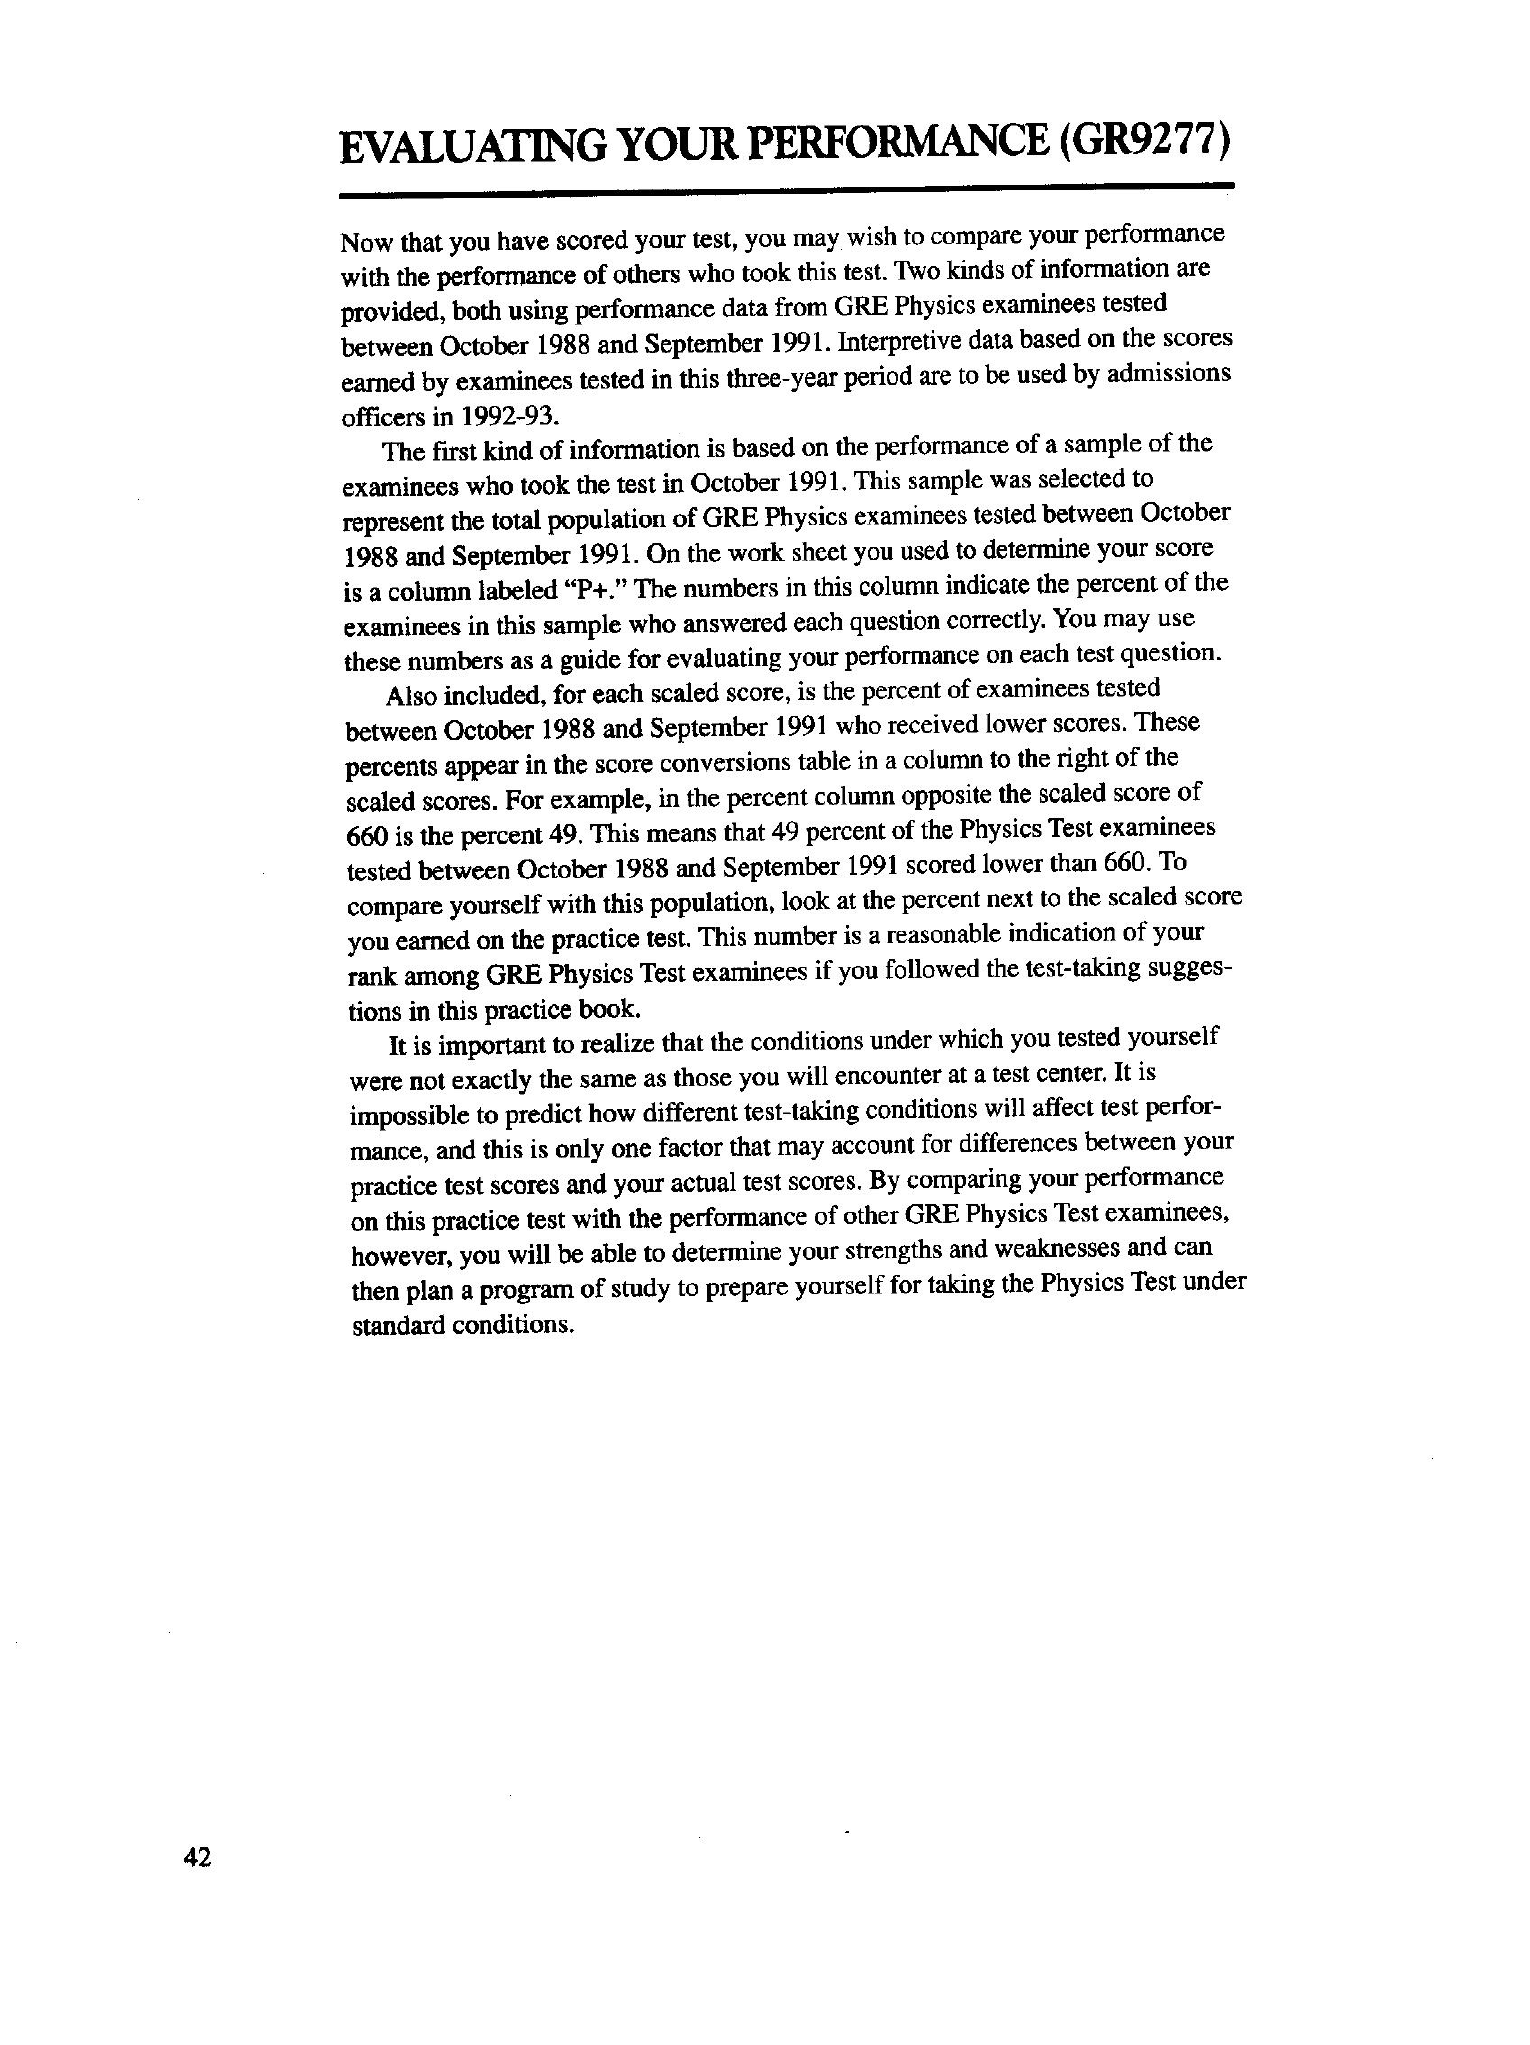 EVALUATING YOUR PERFORMANCE (GR9277)
Now that you have scored your test, you may wish to compare your performance
with the performance of others who took this test. Two kinds of information are
provided, both using performance data from GRE Physics examinees tested
between October 1988 and September 1991. Interpretive data based on the scores
earned by examinees tested in this three-year period are to be used by admissions
officers in 1992-93.
The first kind of information is based on the performance of a sample of the
examinees who took the test in October 1991. This sample was selected to
represent the total population of GRE Physics examinees tested between October
1988 and September 1991. On the work sheet you used to determine your score
is a column labeled “P+.” The numbers in this column indicate the percent of the
examinees in this sample who answered each question correctly. You may use
these numbers as a guide for evaluating your performance on each test question.
Also included, for each scaled score, is the percent of examinees tested
between October 1988 and September 1991 who received lower scores. These
percents appear in the score conversions table in a column to the right of the
scaled scores. For example, in the percent column opposite the scaled score of
660 is the percent 49. This means that 49 percent of the Physics Test examinees
tested between October 1988 and September 1991 scored lower than 660. To
compare yourself with this population, look at the percent next to the scaled score
you earned on the practice test. This number is a reasonable indication of your
rank among GRE Physics Test examinees if you followed the test-taking sugges-
tions in this practice book.
It is important to realize that the conditions under which you tested yourself
were not exactly the same as those you will encounter at a test center. It is
impossible to predict how different test-taking conditions will affect test perfor-
mance, and this is only one factor that may account for differences between your
practice test scores and your actual test scores. By comparing your performance
on this practice test with the performance of other GRE Physics Test examinees,
however, you will be able to determine your strengths and weaknesses and can
then plan a program of study to prepare yourself for taking the Physics Test under
standard conditions.
42